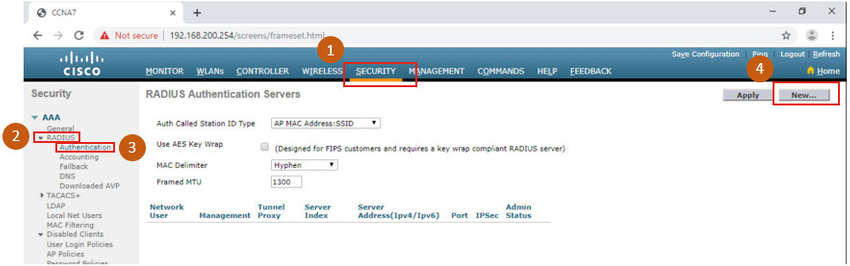 CCNA7
Not secure | 192.168.200.254/screens/frameset.html
1
Save Configuration | Ping | Logout | Refresh
CISCO
MONITOR WLANs CONTROLLER WIRELESS SECURITY MANAGEMENT COMMANDS HELP FEEDBACK
4
Home
Security
RADIUS Authentication Servers
Apply
New...
AAA
General
2
RADIUS
Authentication
3
Accounting
Fallback
DNS
Downloaded AVP
TACACS+
LDAP
Local Net Users
MAC Filtering
Disabled Clients
User Login Policies
AP Policies
Password Policies
Auth Called Station ID Type AP MAC Address:SSID
Use AES Key Wrap (Designed for FIPS customers and requires a key wrap compliant RADIUS server)
MAC Delimiter Hyphen
Framed MTU 1300
Network User Management Tunnel Proxy Server Index Server Address(Ipv4/Ipv6) Port IPSec Admin Status